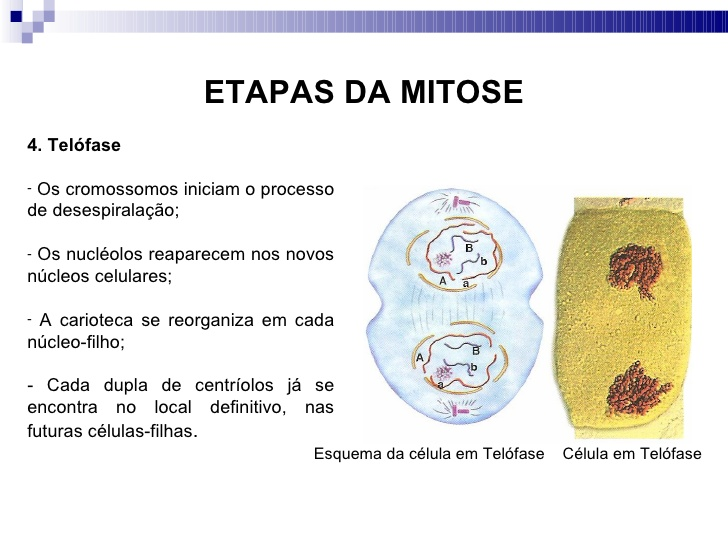 ETAPAS DA MITOSE
4. Telófase
- Os cromossomos iniciam o processo
de desespiralação;
- Os nucléolos reaparecem nos novos
núcleos celulares;
- A carioteca se reorganiza em cada
núcleo-filho;
- Cada dupla de centríolos já se
encontra no local definitivo, nas
futuras células-filhas.
B
b
A
a
A
B
b
a
Esquema da célula em Telófase
Célula em Telófase